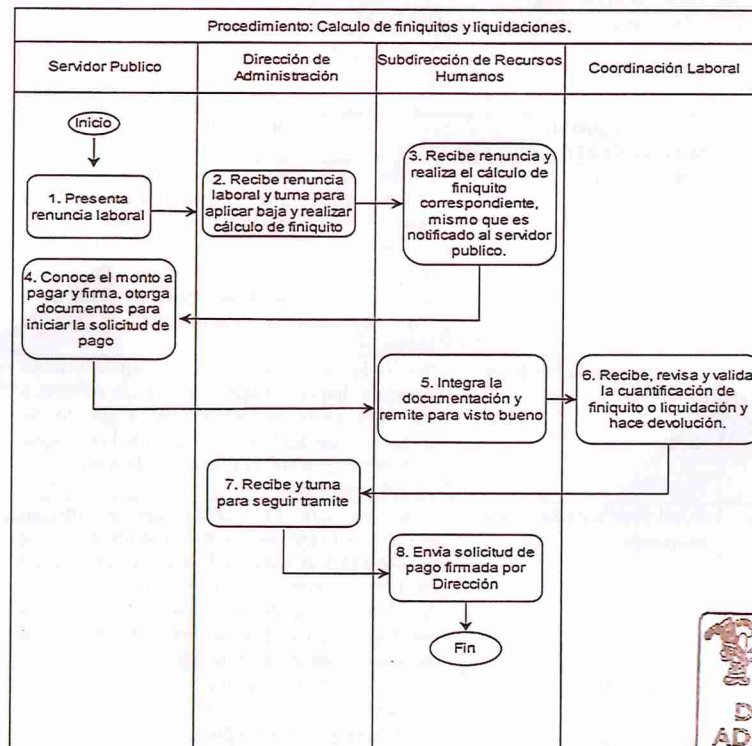 Procedimiento: Calculo de finiquitos y liquidaciones.
Servidor Publico
Dirección de
Administración
Subdirección de Recursos
Humanos
Coordinación Laboral
Inicio
1. Presenta
renuncia laboral
2. Recibe renuncia
laboral y turna para
aplicar baja y realizar
cálculo de finiquito
3. Recibe renuncia y
realiza el cálculo de
finiquito
correspondiente,
mismo que es
notificado al servidor
publico.
4. Conoce el monto a
pagar y firma, otorga
documentos para
iniciar la solicitud de
pago
5. Integra la
documentación y
remite para visto bueno
6. Recibe, revisa y valida
la cuantificación de
finiquito o liquidación y
hace devolución.
7. Recibe y turna
para seguir tramite
8. Envía solicitud de
pago firmada por
Dirección
Fin